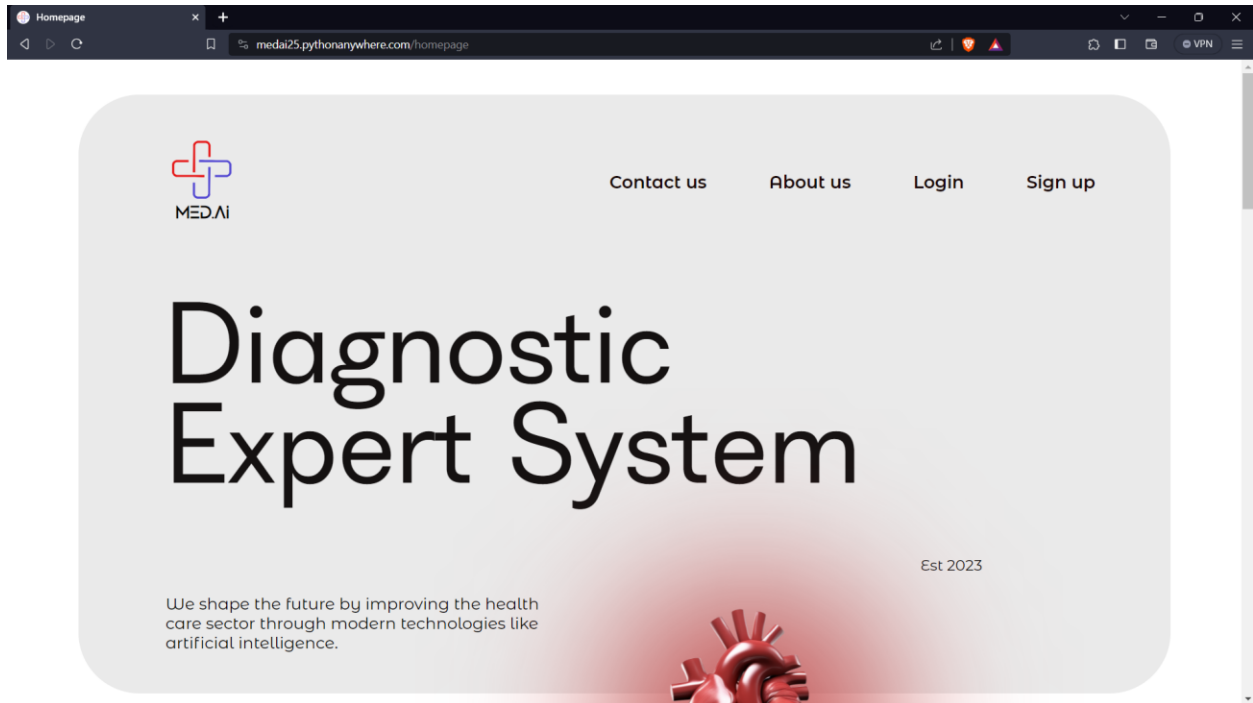 Homepage
medai25.pythonanywhere.com/homepage
VPN
MED.Ai
Contact us
About us
Login
Sign up
Diagnostic
Expert System
Est 2023
We shape the future by improving the health
care sector through modern technologies like
artificial intelligence.